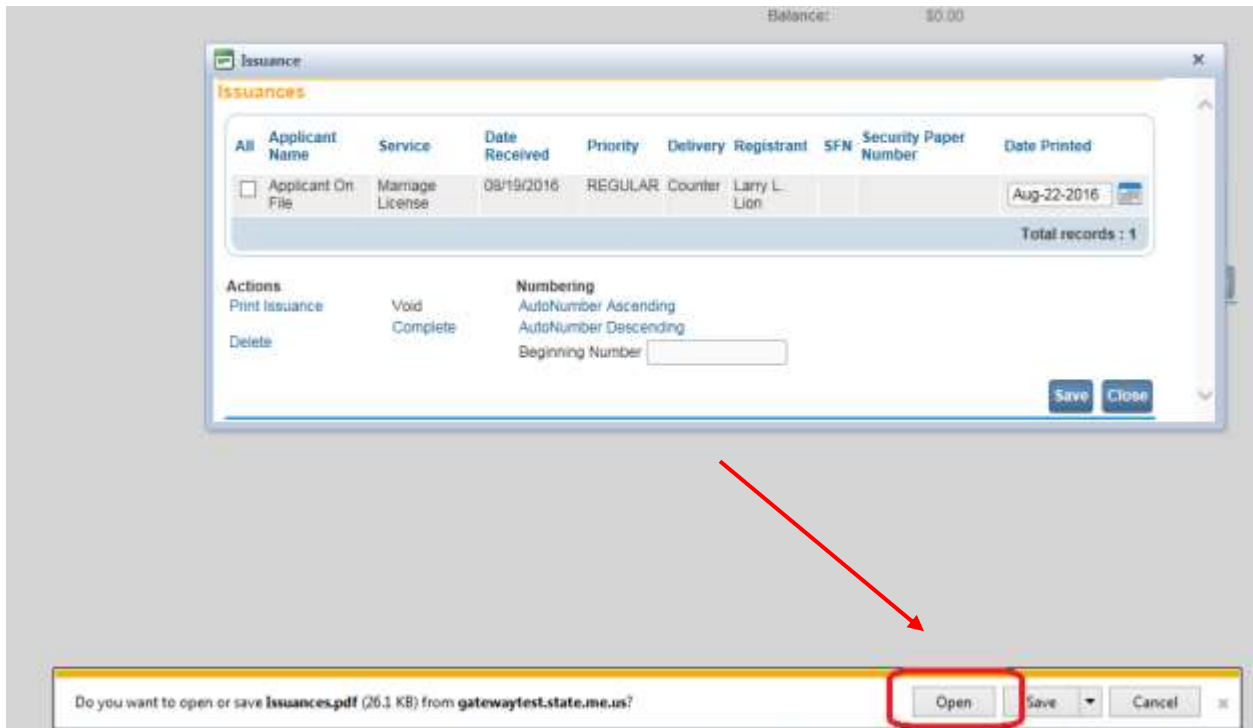 Balance: $0.00
Issuance
Issuances
All Applicant Name Service Date Received Priority Delivery Registrant SFN Security Paper Number Date Printed
Applicant On File Marriage License 08/19/2016 REGULAR Counter Larry L. Lion Aug-22-2016
Total records : 1
Actions Numbering
Print Issuance Void AutoNumber Ascending
Complete AutoNumber Descending
Delete Beginning Number
Save Close
Do you want to open or save Issuances.pdf (26.1 KB) from gatewaytest.state.me.us? Open Save Cancel